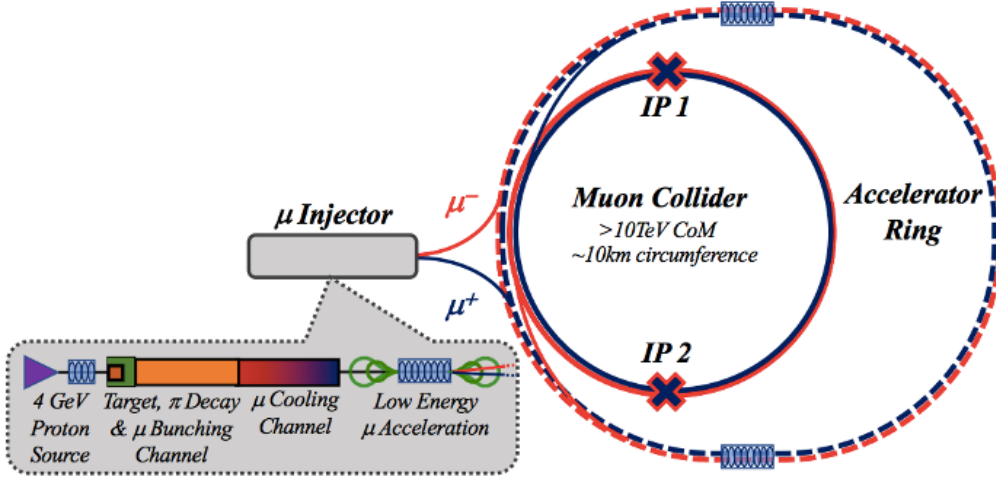 IP 1
μ Injector
μ⁻
Muon Collider
>10TeV CoM
~10km circumference
Accelerator
Ring
μ⁺
IP 2
4 GeV
Proton
Source
Target, π Decay
& μ Bunching
Channel
μ Cooling
Channel
Low Energy
μ Acceleration